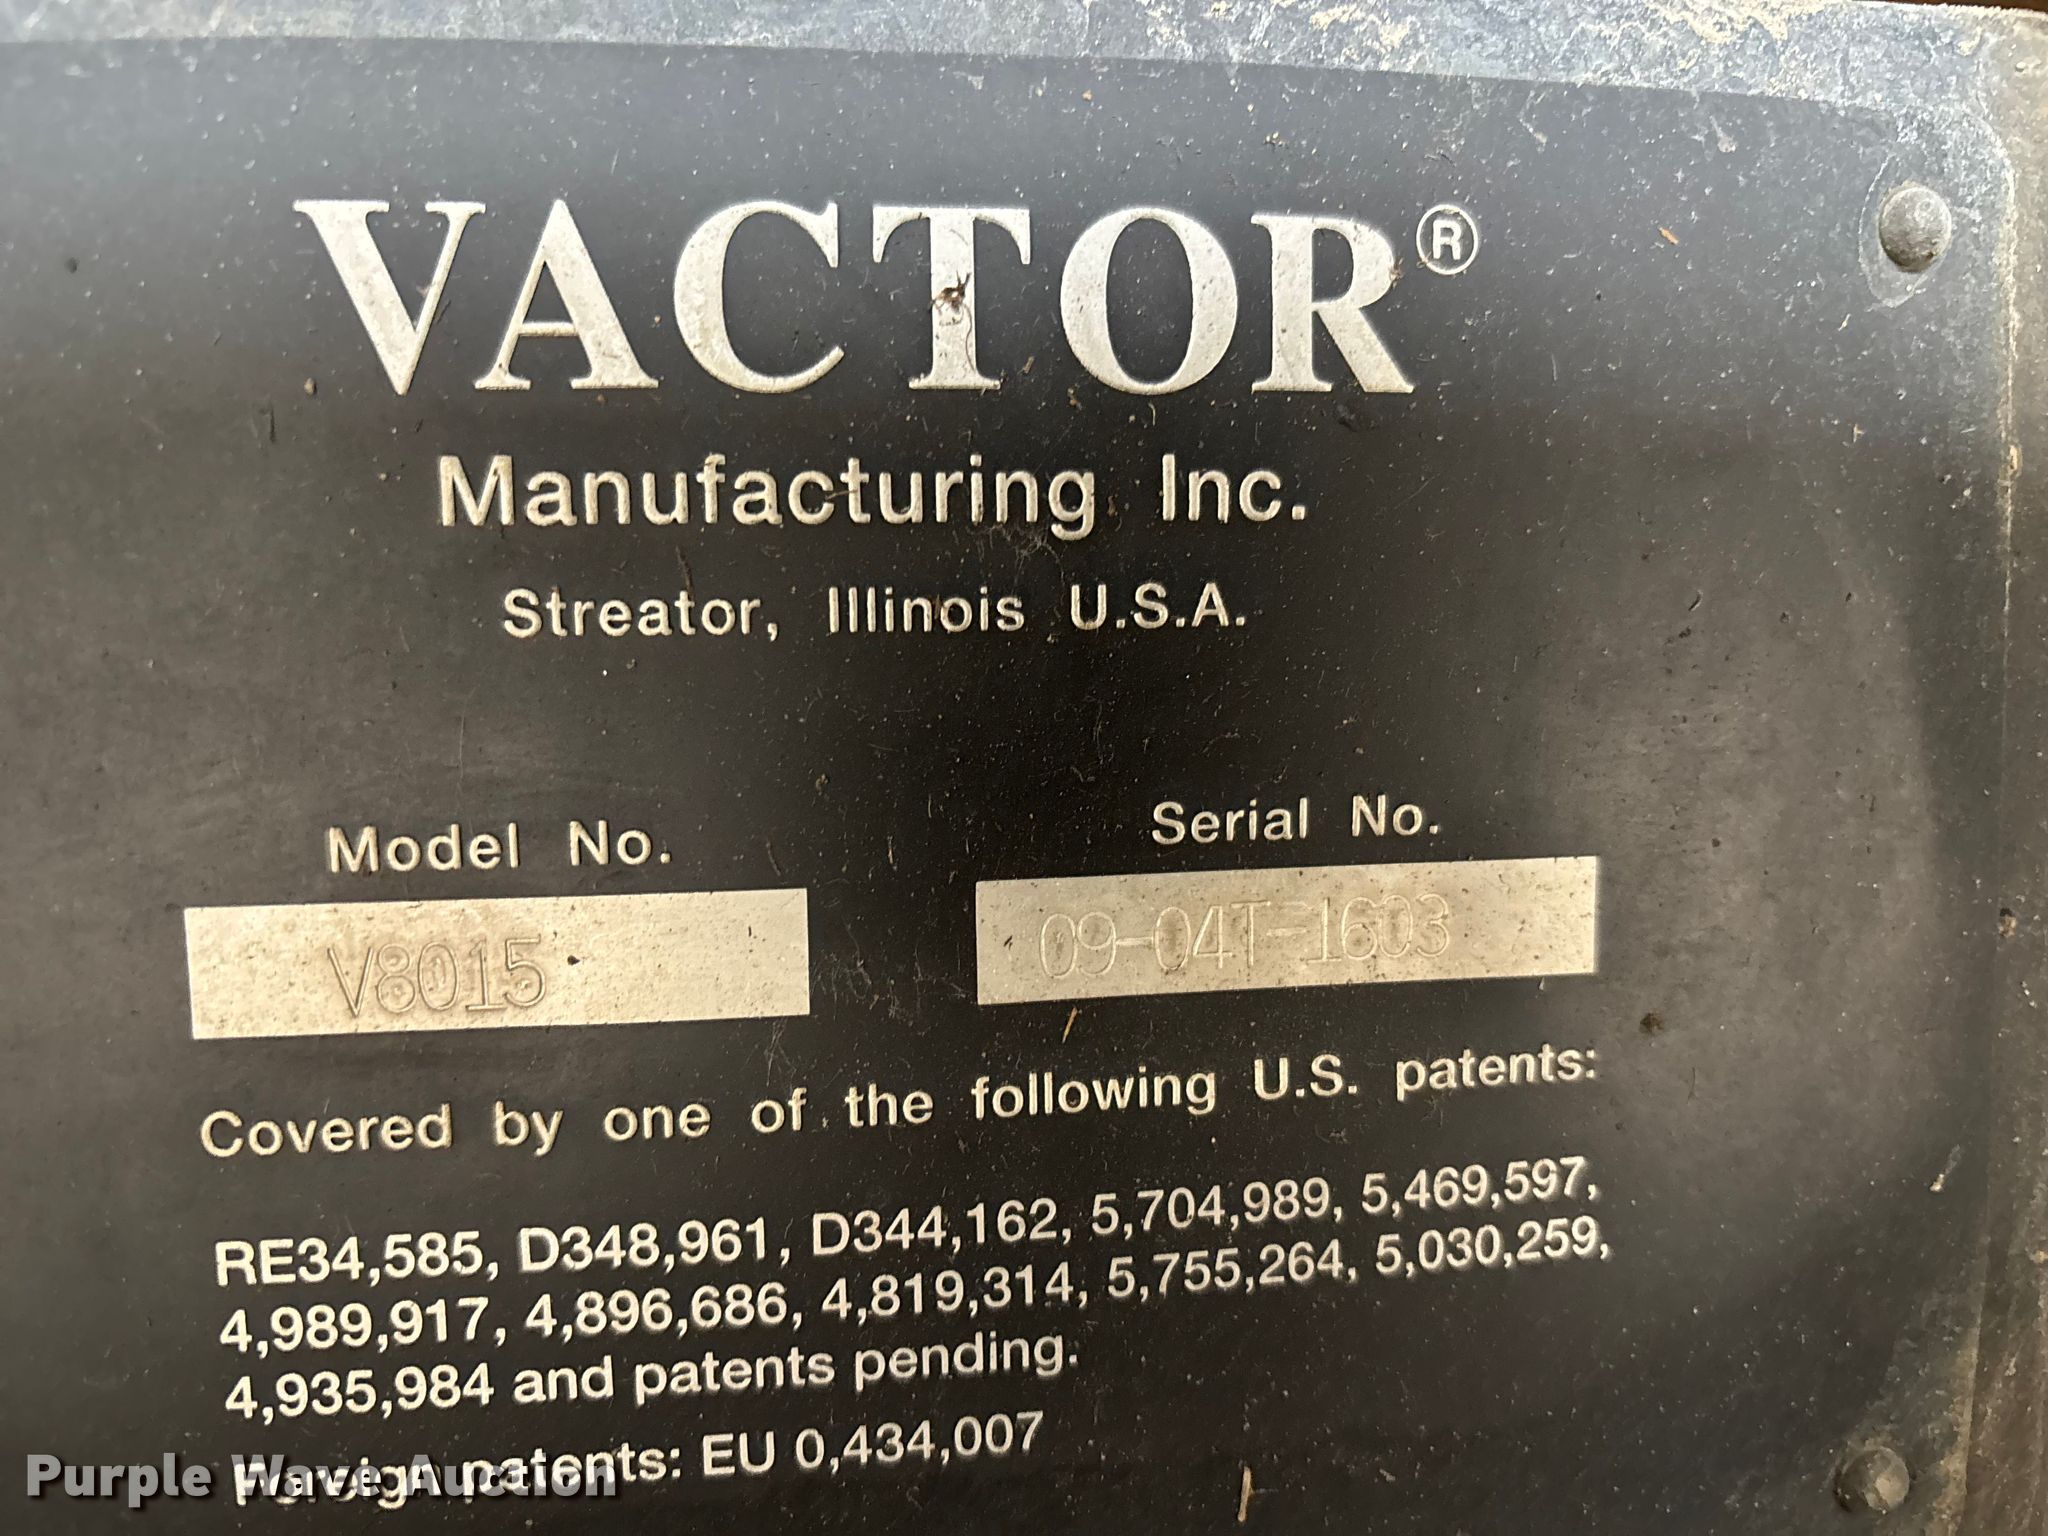 VACTOR®
Manufacturing Inc.
Streator, Illinois U.S.A.
Model No.
Serial No.
V8015
09-04T-1603
Covered by one of the following U.S. patents:
RE34,585, D348,961, D344,162, 5,704,989, 5,469,597,
4,989,917, 4,896,686, 4,819,314, 5,755,264, 5,030,259,
4,935,984 and patents pending.
Foreign patents: EU 0,434,007
Purple Wave Auction